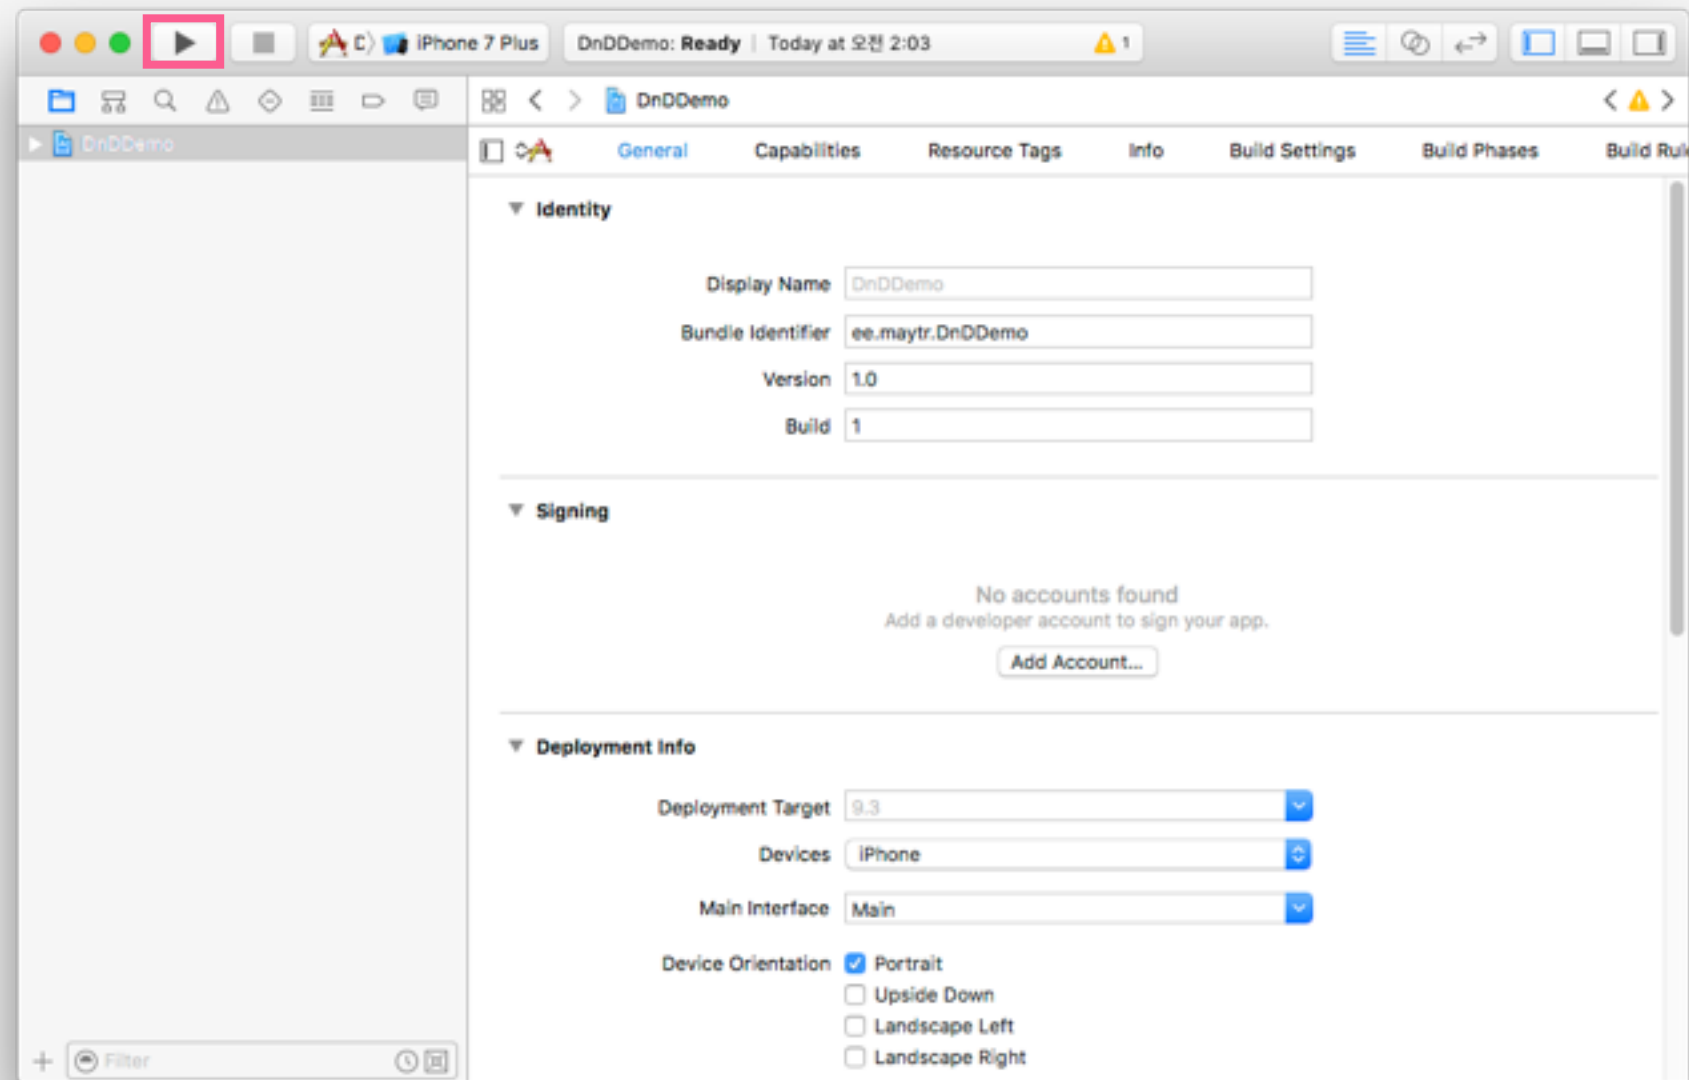 D 〉 iPhone 7 Plus
DnDDemo: Ready | Today at 오전 2:03
1
DnDDemo
DnDDemo
General Capabilities Resource Tags Info Build Settings Build Phases Build Rul
Identity
Display Name DnDDemo
Bundle Identifier ee.maytr.DnDDemo
Version 1.0
Build 1
Signing
No accounts found
Add a developer account to sign your app.
Add Account...
Deployment Info
Deployment Target 9.3
Devices iPhone
Main Interface Main
Device Orientation Portrait
Upside Down
Landscape Left
Landscape Right
Filter